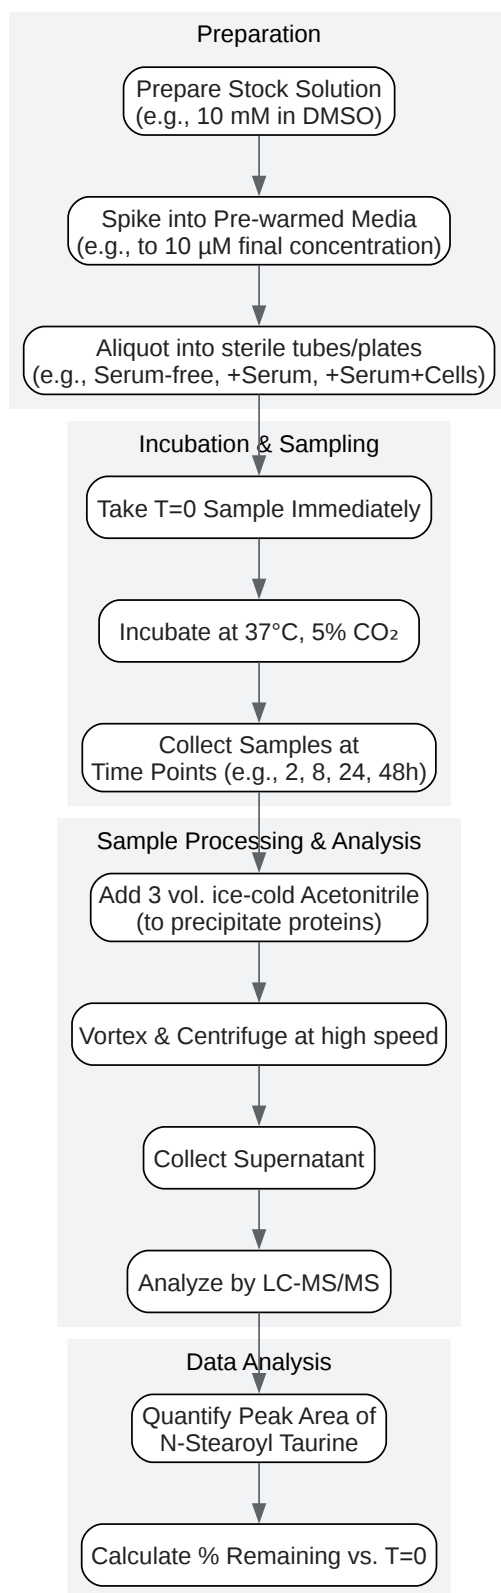 Preparation
Prepare Stock Solution
(e.g., 10 mM in DMSO)
Spike into Pre-warmed Media
(e.g., to 10 µM final concentration)
Aliquot into sterile tubes/plates
(e.g., Serum-free, +Serum, +Serum+Cells)
Incubation & Sampling
Take T=0 Sample Immediately
Incubate at 37°C, 5% CO₂
Collect Samples at
Time Points (e.g., 2, 8, 24, 48h)
Sample Processing & Analysis
Add 3 vol. ice-cold Acetonitrile
(to precipitate proteins)
Vortex & Centrifuge at high speed
Collect Supernatant
Analyze by LC-MS/MS
Data Analysis
Quantify Peak Area of
N-Stearoyl Taurine
Calculate % Remaining vs. T=0